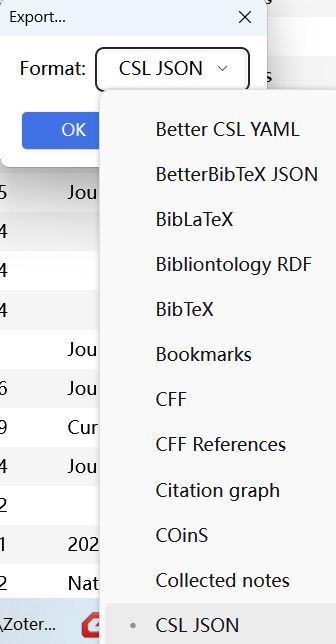 Export...
Format: CSL JSON
s
OK
Better CSL YAML
BetterBibTeX JSON
5 Jou
4 BibLaTeX
4 Bibliontology RDF
4 BibTeX
Jou Bookmarks
6 Jou CFF
9 Cur
4 Jou CFF References
2 Citation graph
1 202 COinS
2 Nat Collected notes
\Zoter... CSL JSON